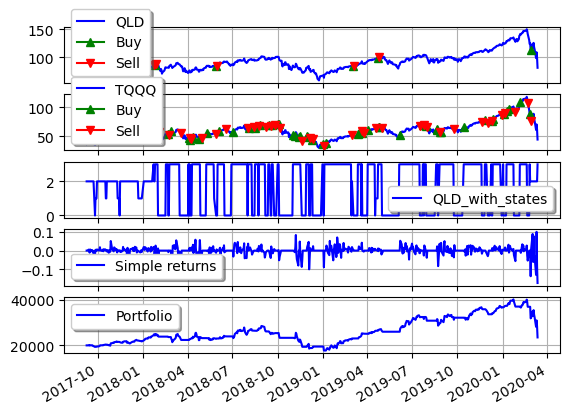 QLD
Buy
Sell
150
100
TQQQ
Buy
Sell
100
50
2
0
QLD_with_states
0.1
0.0
−0.1
Simple returns
40000
20000
Portfolio
2017-10 2018-01 2018-04 2018-07 2018-10 2019-01 2019-04 2019-07 2019-10 2020-01 2020-04